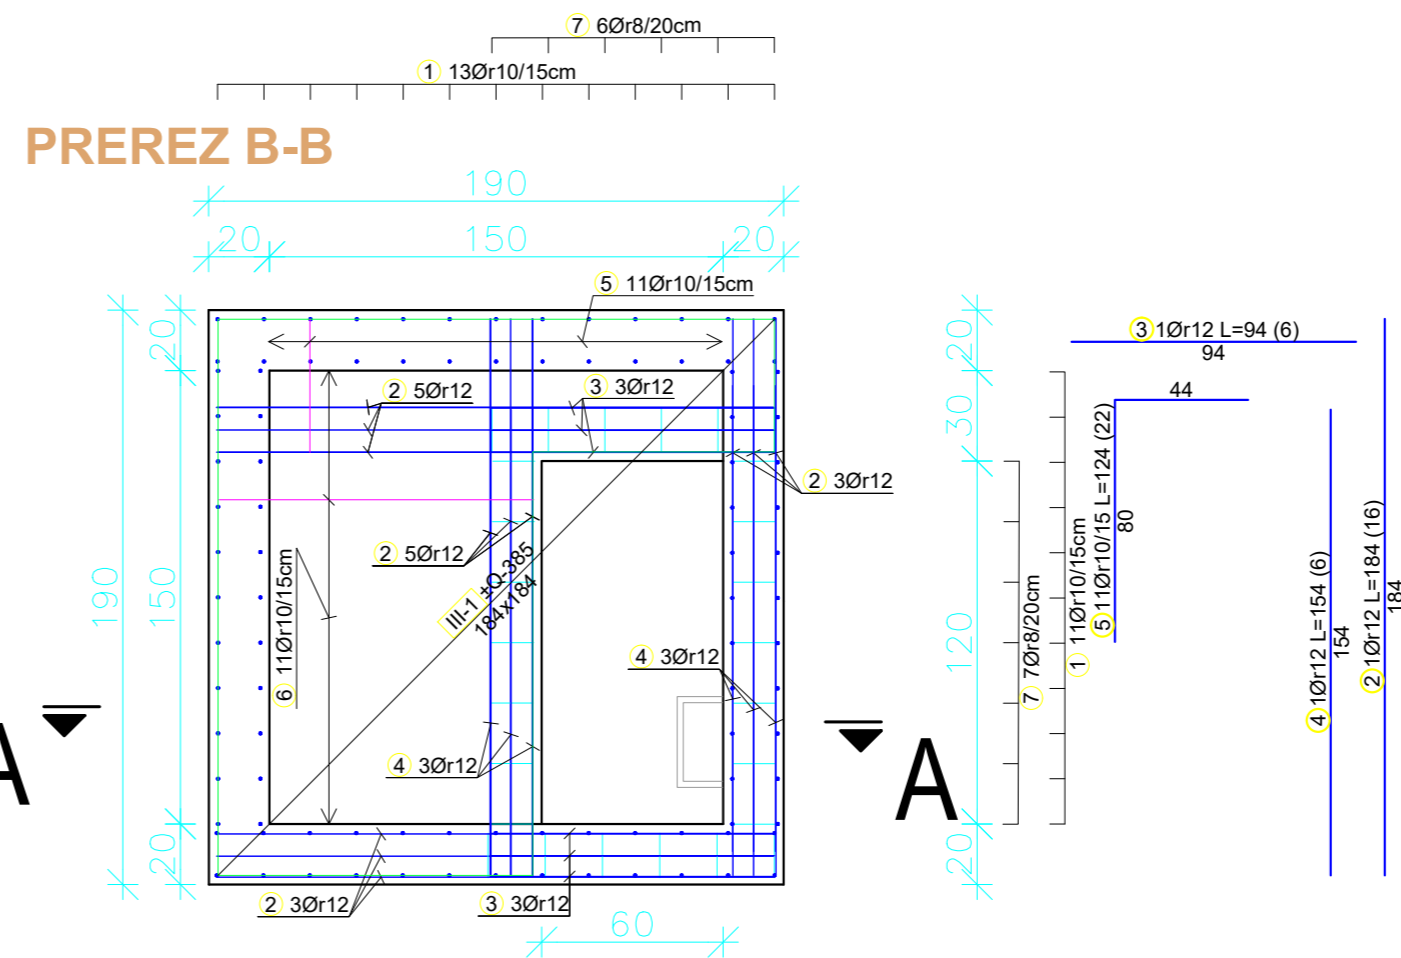 7 6Ør8/20cm
1 13Ør10/15cm
PREREZ B-B
190
20 150 20
5 11Ør10/15cm
20
190
150
20
2 5Ør12
3 3Ør12
2 3Ør12
2 5Ør12
III-1 ±Q-385
184x184
6 11Ør10/15cm
4 3Ør12
4 3Ør12
2 3Ør12
3 3Ør12
60
A
A
20
30
120
20
7 7Ør8/20cm
1 11Ør10/15cm
3 1Ør12 L=94 (6)
94
44
5 11Ør10/15 L=124 (22)
80
4 1Ør12 L=154 (6)
154
2 1Ør12 L=184 (16)
184